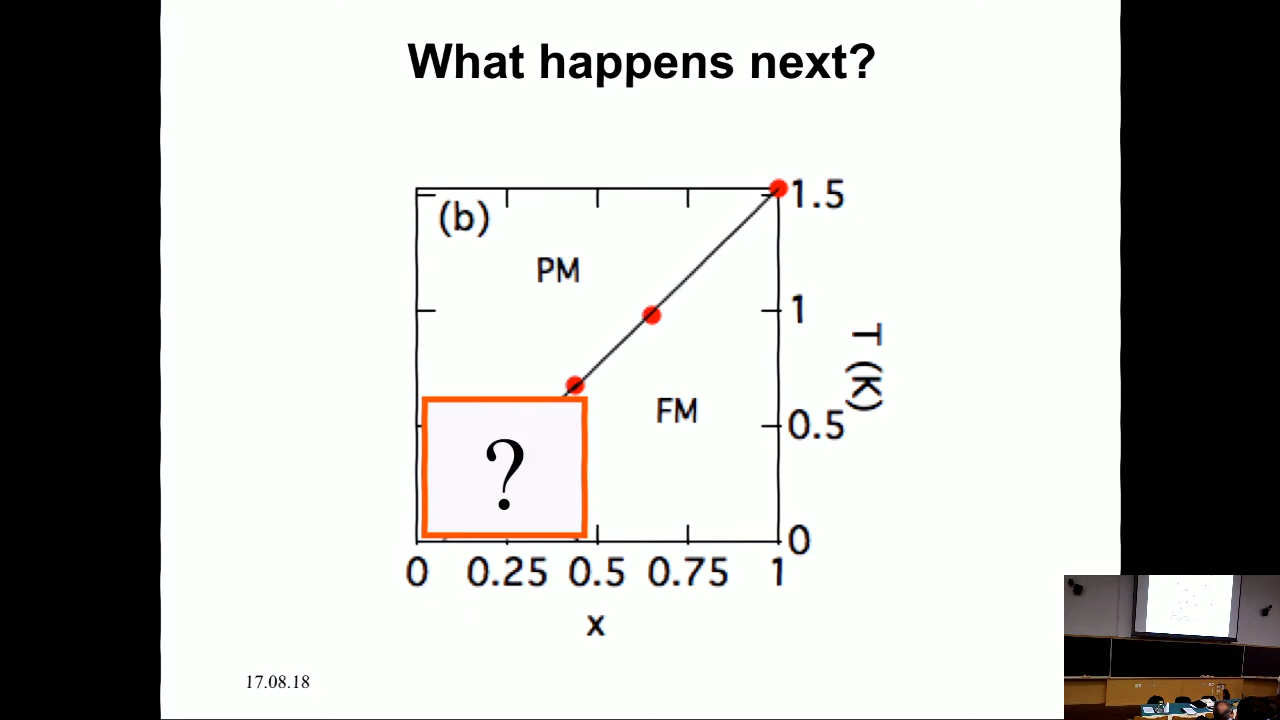 What happens next?
(b)
1.5
PM
1
T (K)
FM
0.5
?
0
0 0.25 0.5 0.75 1
x
17.08.18